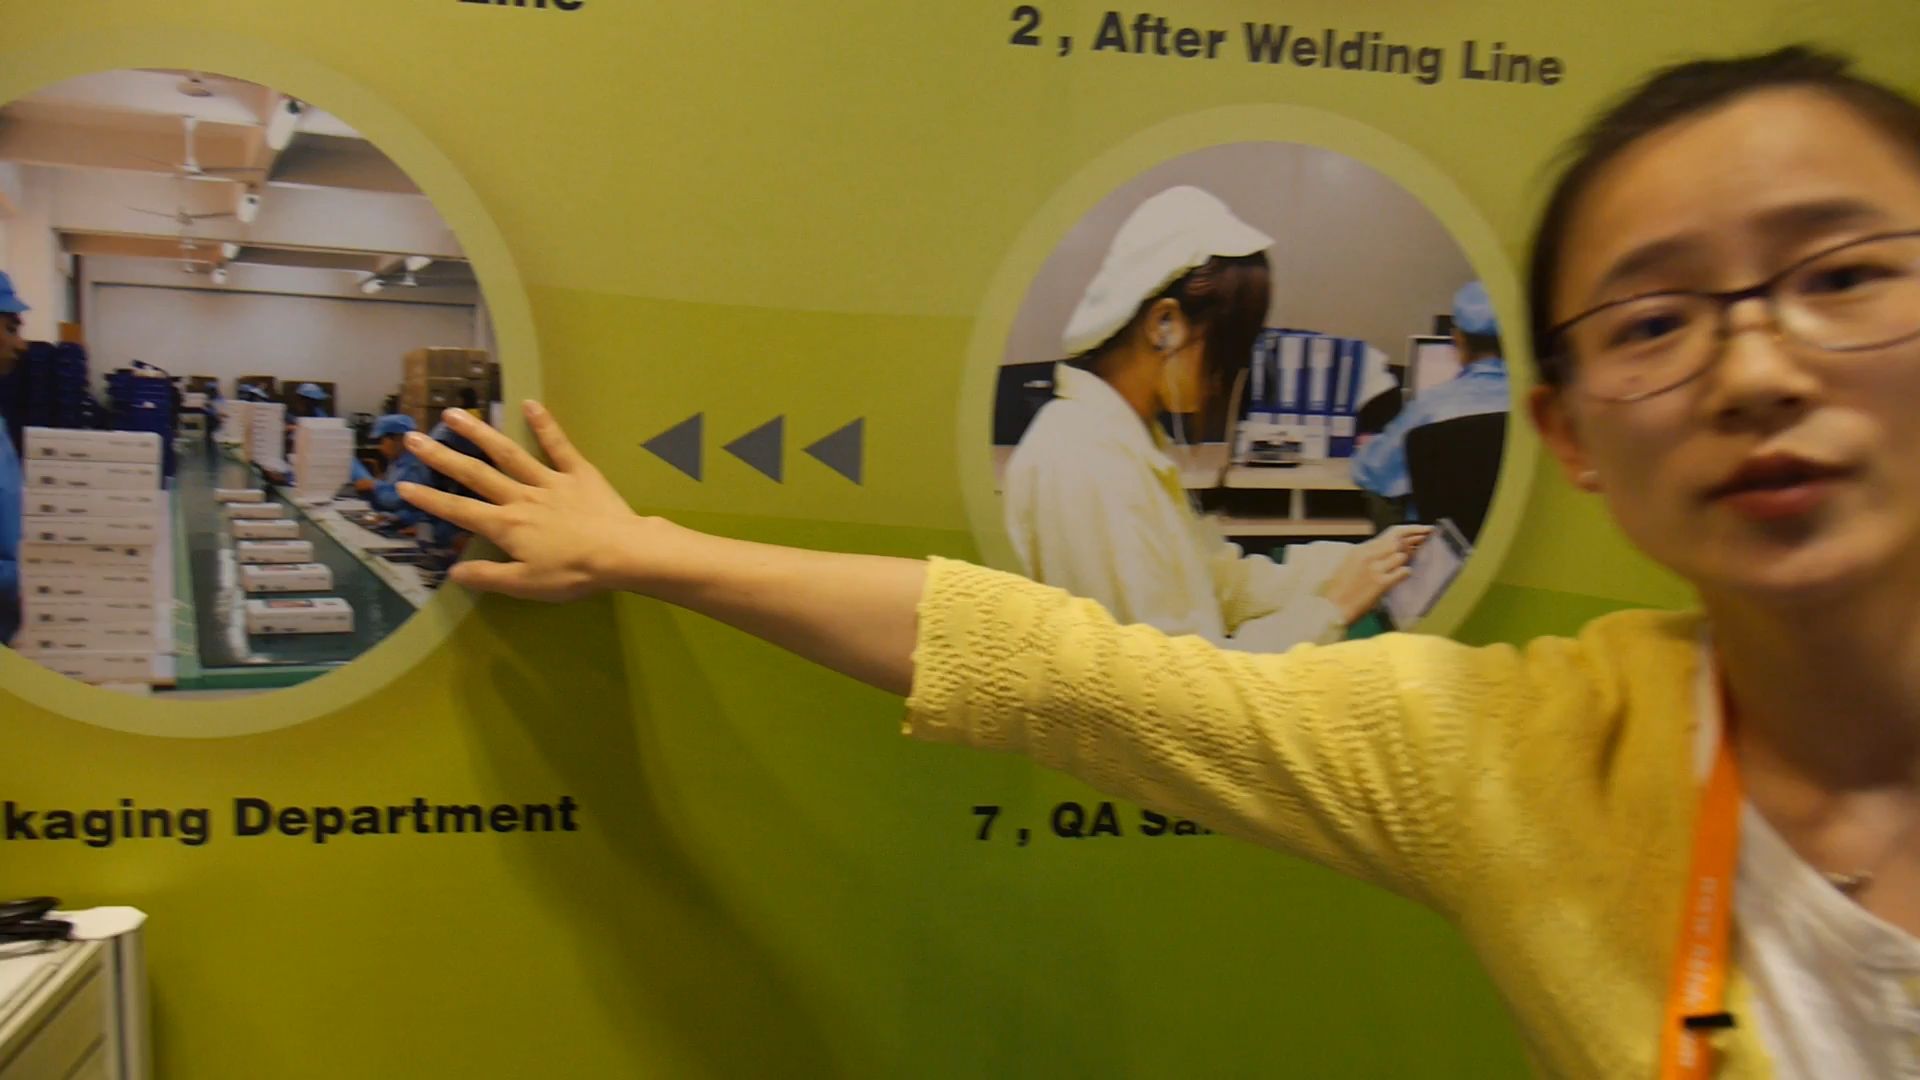 2 , After Welding Line
kaging Department
7 , QA